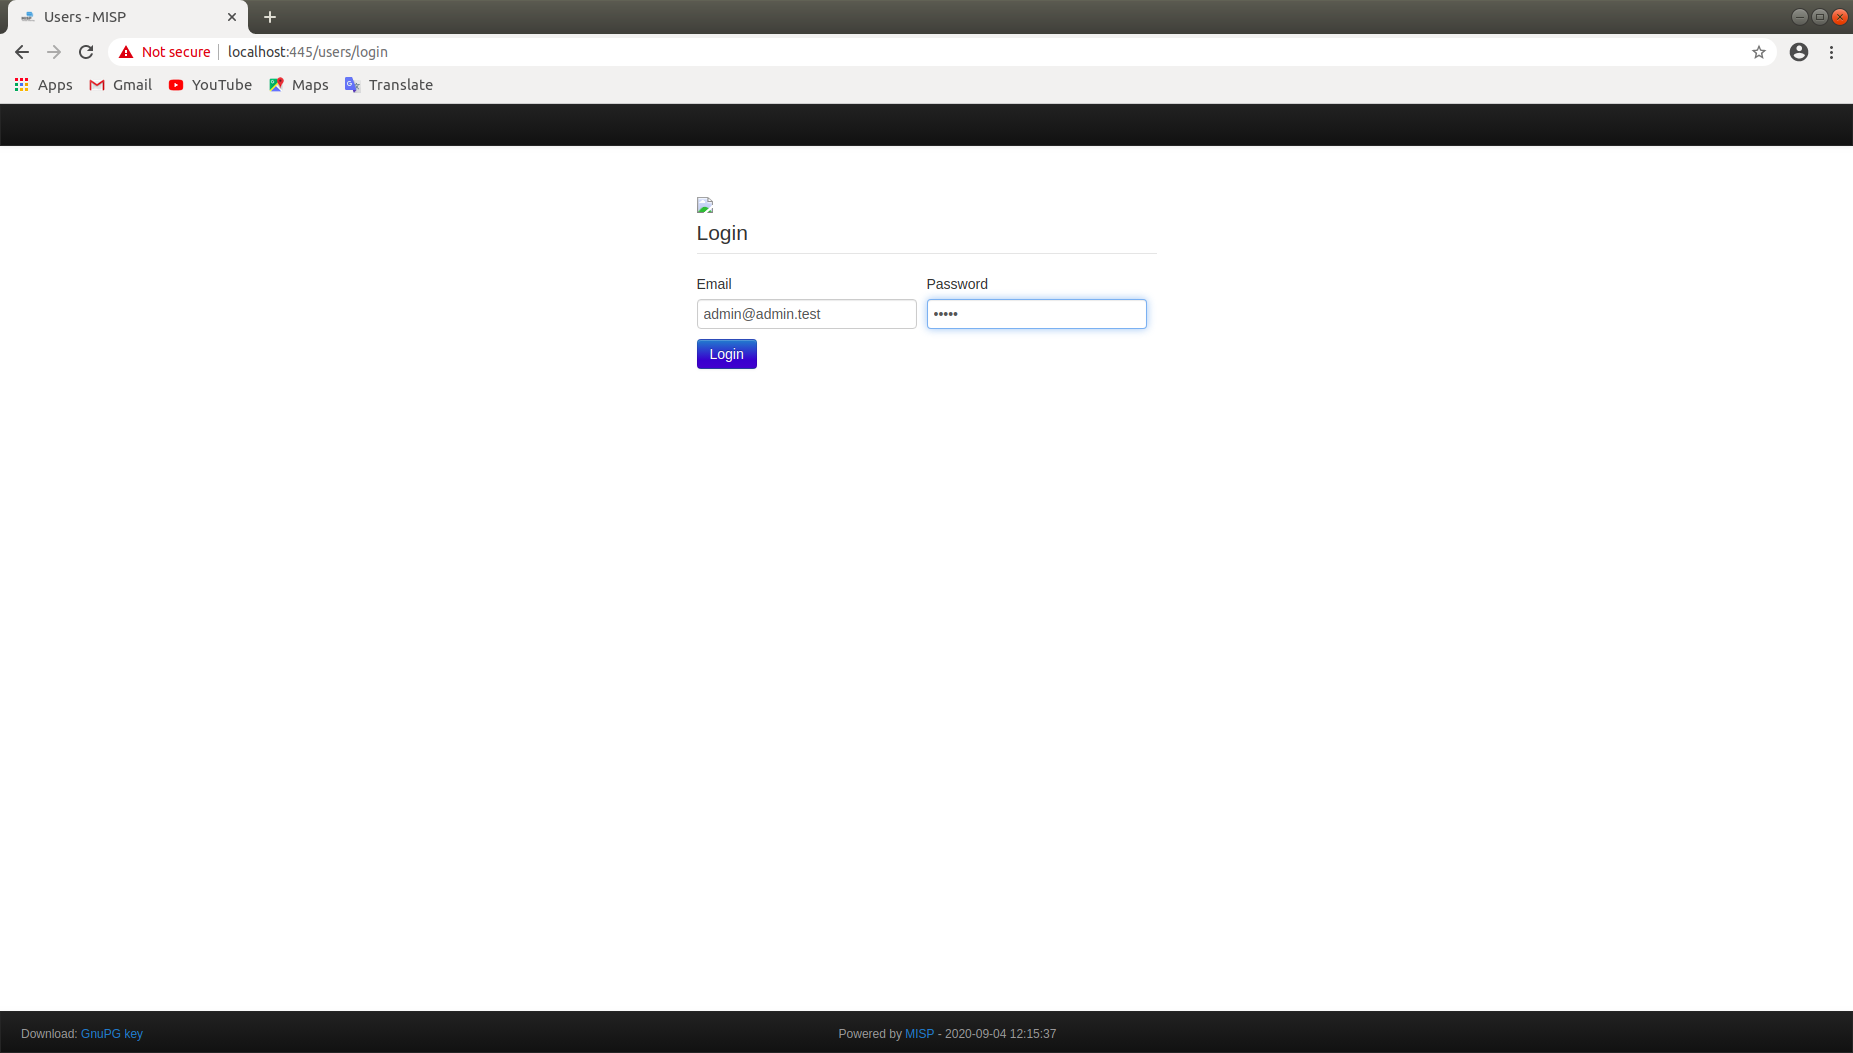 Users - MISP
Not secure localhost:445/users/login
Apps Gmail YouTube Maps Translate
Login
Email Password
admin@admin.test •••••
Login
Download: GnuPG key Powered by MISP - 2020-09-04 12:15:37